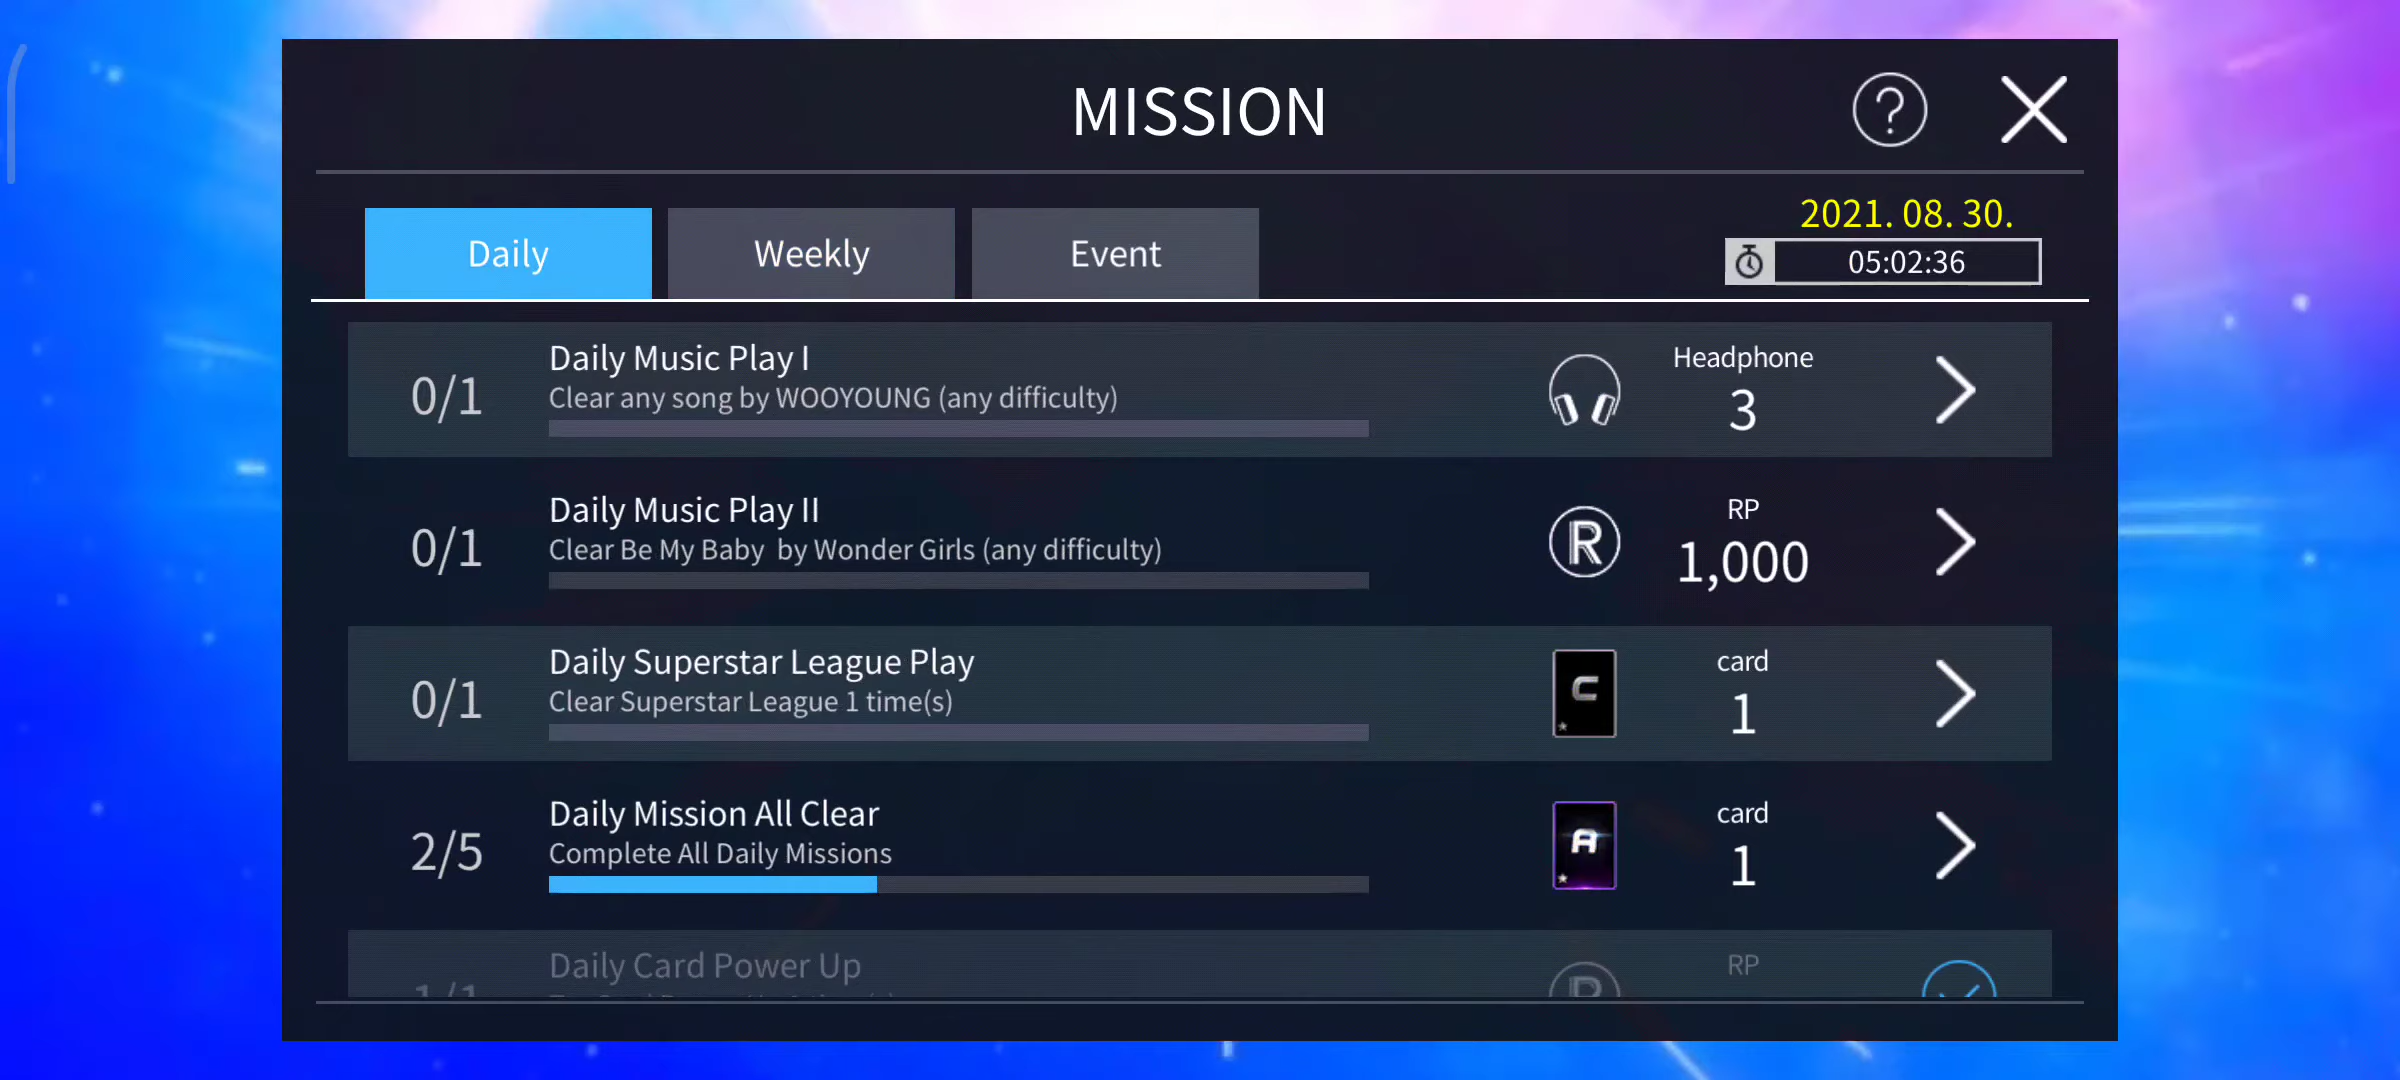 MISSION
?
Daily
Weekly
Event
2021. 08. 30.
05:02:36
0/1
Daily Music Play I
Clear any song by WOOYOUNG (any difficulty)
Headphone
3
0/1
Daily Music Play II
Clear Be My Baby  by Wonder Girls (any difficulty)
R
RP
1,000
0/1
Daily Superstar League Play
Clear Superstar League 1 time(s)
C
card
1
2/5
Daily Mission All Clear
Complete All Daily Missions
A
card
1
1/1
Daily Card Power Up
R
RP